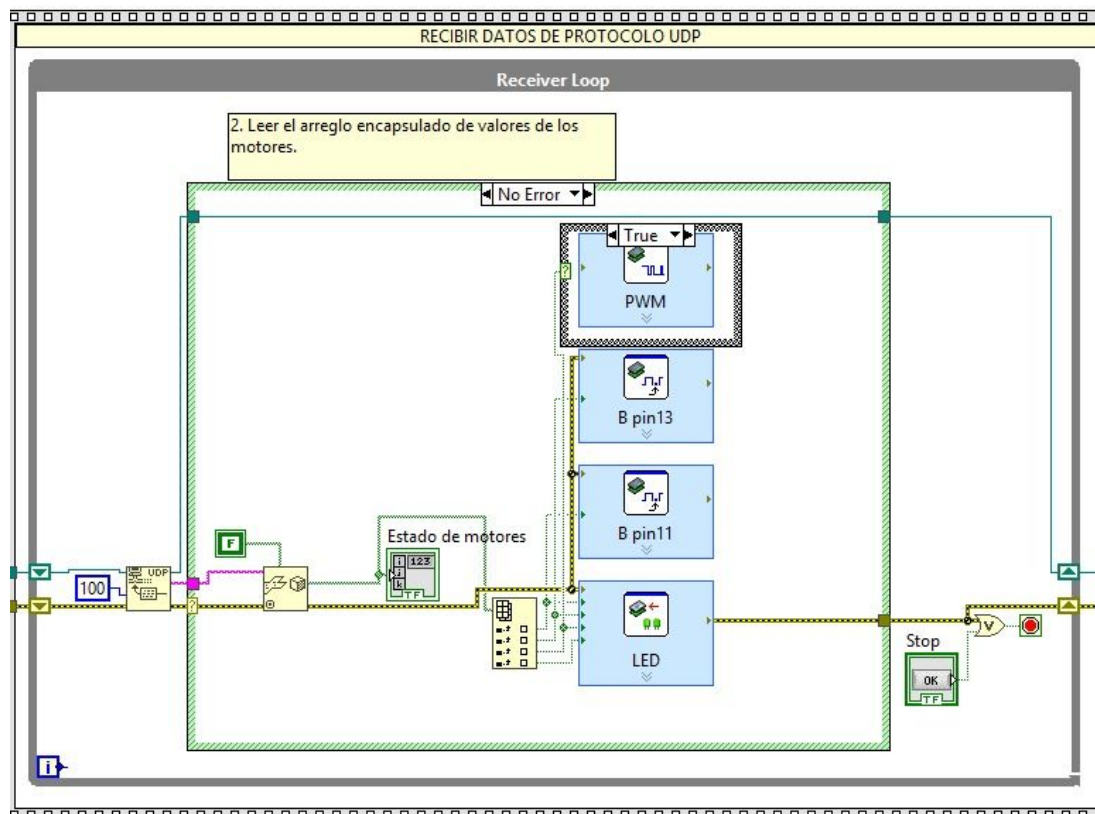 RECIBIR DATOS DE PROTOCOLO UDP
Receiver Loop
2. Leer el arreglo encapsulado de valores de los
motores.
No Error
True
?
PWM
B pin13
B pin11
Estado de motores
F
UDP
100
i
j
k
123
TF
?
LED
V
Stop
OK
TF
i